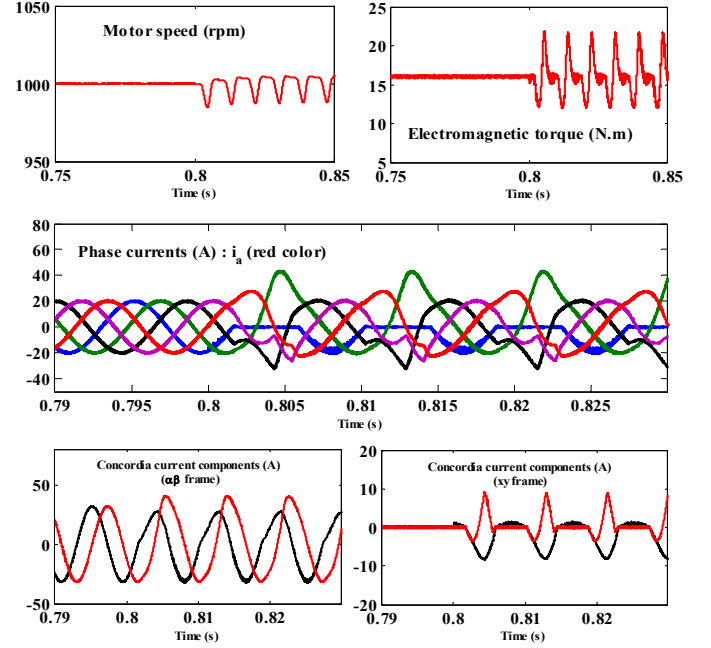 1050
Motor speed (rpm)
1000
950
0.75 0.8 0.85
Time (s)
25
20
15
10
Electromagnetic torque (N.m)
5
0.75 0.8 0.85
Time (s)
80
Phase currents (A) : ia (red color)
60
40
20
0
-20
-40
0.79 0.795 0.8 0.805 0.81 0.815 0.82 0.825
Time (s)
Concordia current components (A)
(αβ frame)
50
0
-50
0.79 0.8 0.81 0.82
Time (s)
20
Concordia current components (A)
(xy frame)
10
0
-10
-20
0.79 0.8 0.81 0.82
Time (s)